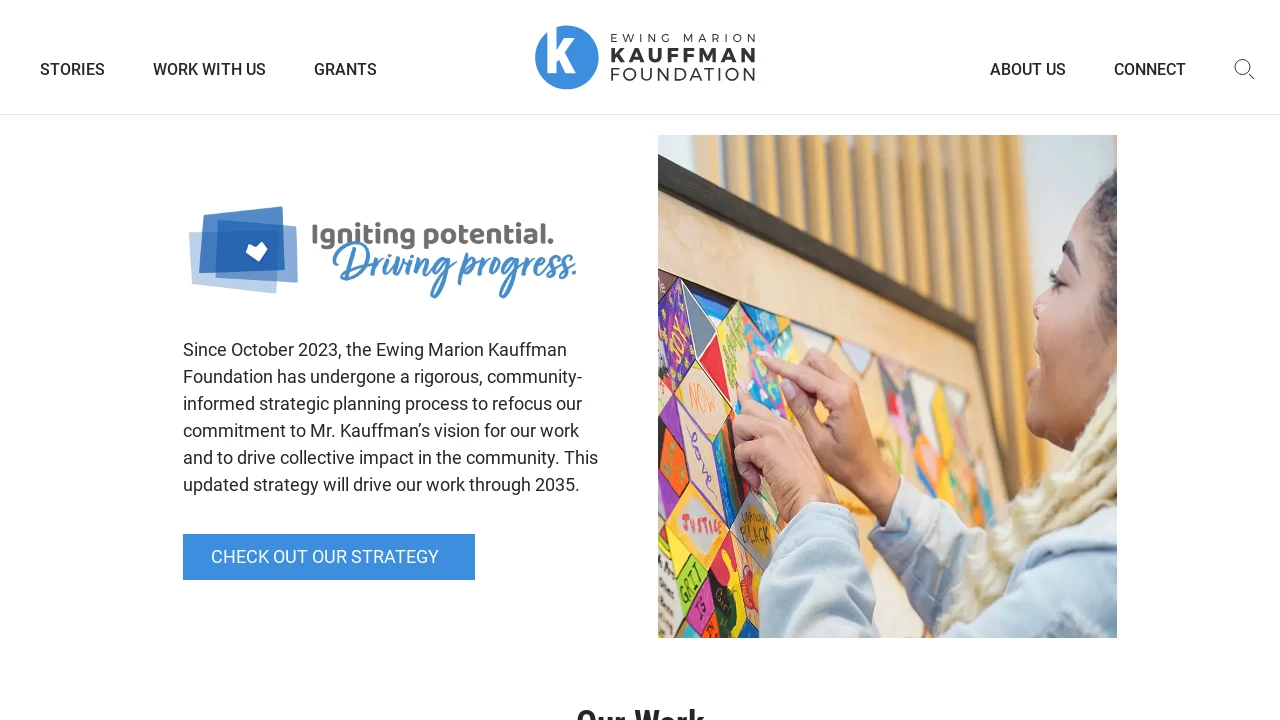 STORIES
WORK WITH US
GRANTS
EWING MARION
KAUFFMAN
FOUNDATION
ABOUT US
CONNECT
Igniting potential.
Driving progress.
Since October 2023, the Ewing Marion Kauffman
Foundation has undergone a rigorous, community-
informed strategic planning process to refocus our
commitment to Mr. Kauffman’s vision for our work
and to drive collective impact in the community. This
updated strategy will drive our work through 2035.
CHECK OUT OUR STRATEGY
NOW
LOVE
JUSTICE
BLACK
GRIT
Our Work